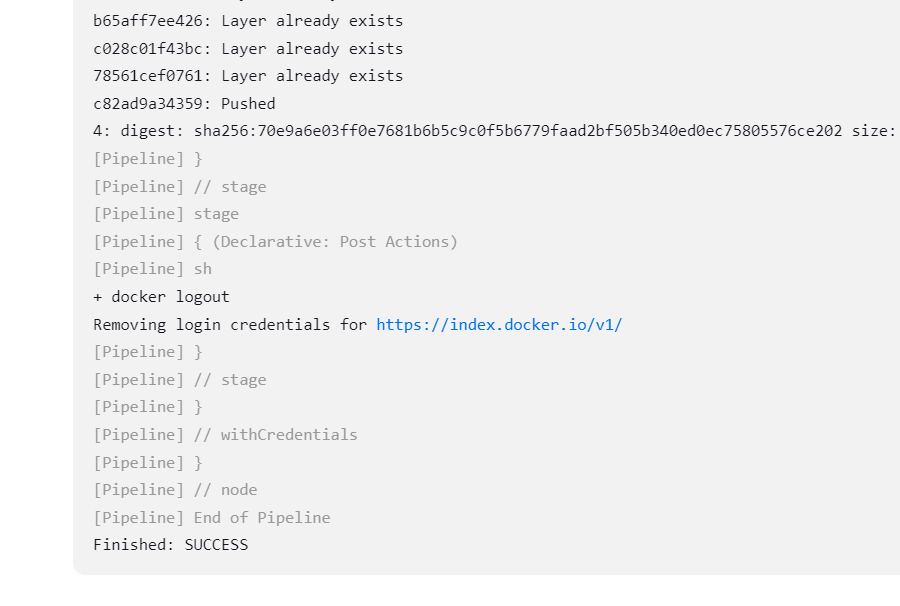 b65aff7ee426: Layer already exists
c028c01f43bc: Layer already exists
78561cef0761: Layer already exists
c82ad9a34359: Pushed
4: digest: sha256:70e9a6e03ff0e7681b6b5c9c0f5b6779faad2bf505b340ed0ec75805576ce202 size:
[Pipeline] }
[Pipeline] // stage
[Pipeline] stage
[Pipeline] { (Declarative: Post Actions)
[Pipeline] sh
+ docker logout
Removing login credentials for https://index.docker.io/v1/
[Pipeline] }
[Pipeline] // stage
[Pipeline] }
[Pipeline] // withCredentials
[Pipeline] }
[Pipeline] // node
[Pipeline] End of Pipeline
Finished: SUCCESS